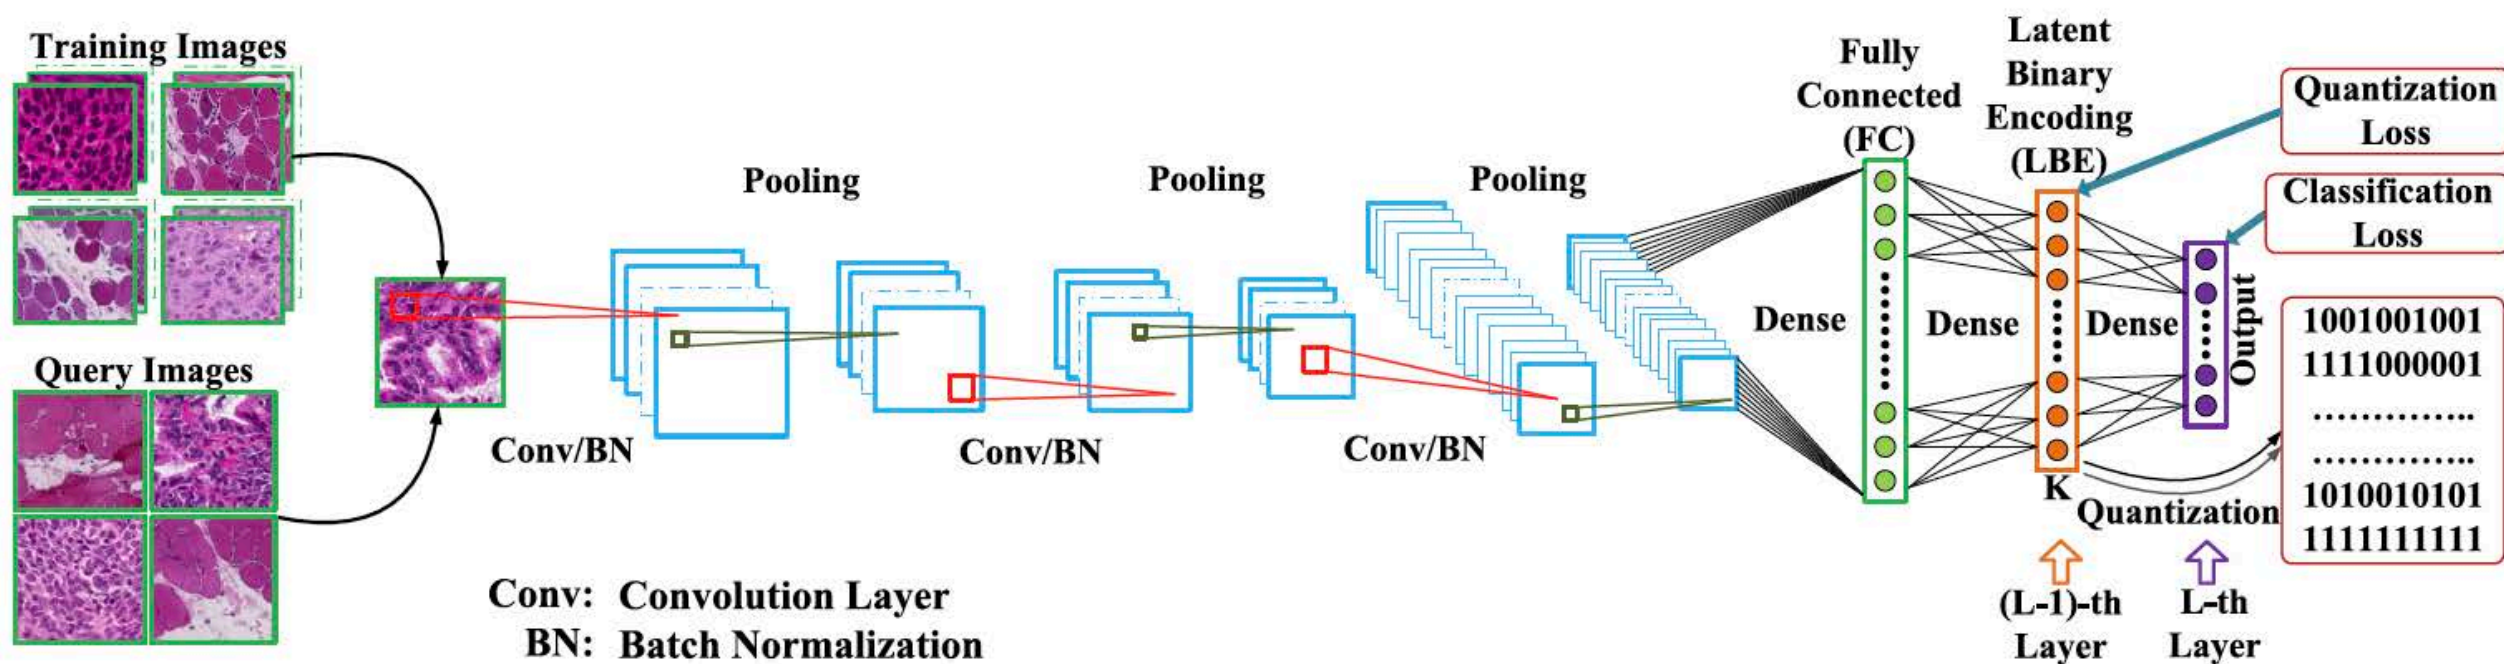 Training Images
Query Images
Conv/BN
Pooling
Conv/BN
Pooling
Conv/BN
Pooling
Dense
Fully
Connected
(FC)
Dense
Latent
Binary
Encoding
(LBE)
K
Dense
Output
Quantization
Loss
Classification
Loss
Quantization
1001001001
1111000001
..............
..............
1010010101
1111111111
(L-1)-th
Layer
L-th
Layer
Conv: Convolution Layer
BN: Batch Normalization